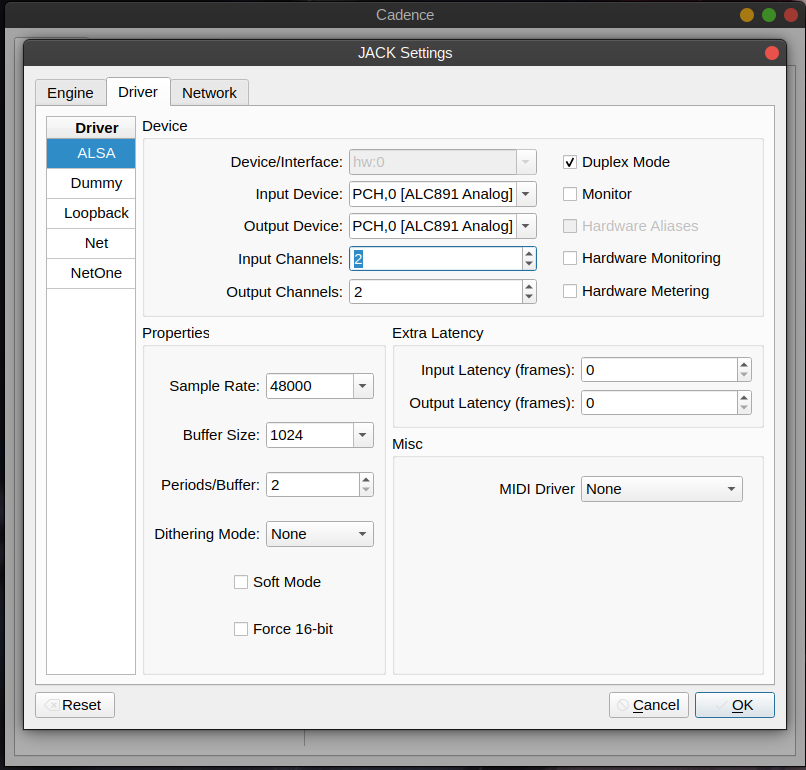 Cadence
JACK Settings
Engine Driver Network
Driver
ALSA
Dummy
Loopback
Net
NetOne
Device
Device/Interface: hw:0 Duplex Mode
Input Device: PCH,0 [ALC891 Analog] Monitor
Output Device: PCH,0 [ALC891 Analog] Hardware Aliases
Input Channels: 2 Hardware Monitoring
Output Channels: 2 Hardware Metering
Properties
Sample Rate: 48000
Buffer Size: 1024
Periods/Buffer: 2
Dithering Mode: None
Soft Mode
Force 16-bit
Extra Latency
Input Latency (frames): 0
Output Latency (frames): 0
Misc
MIDI Driver None
Reset Cancel OK